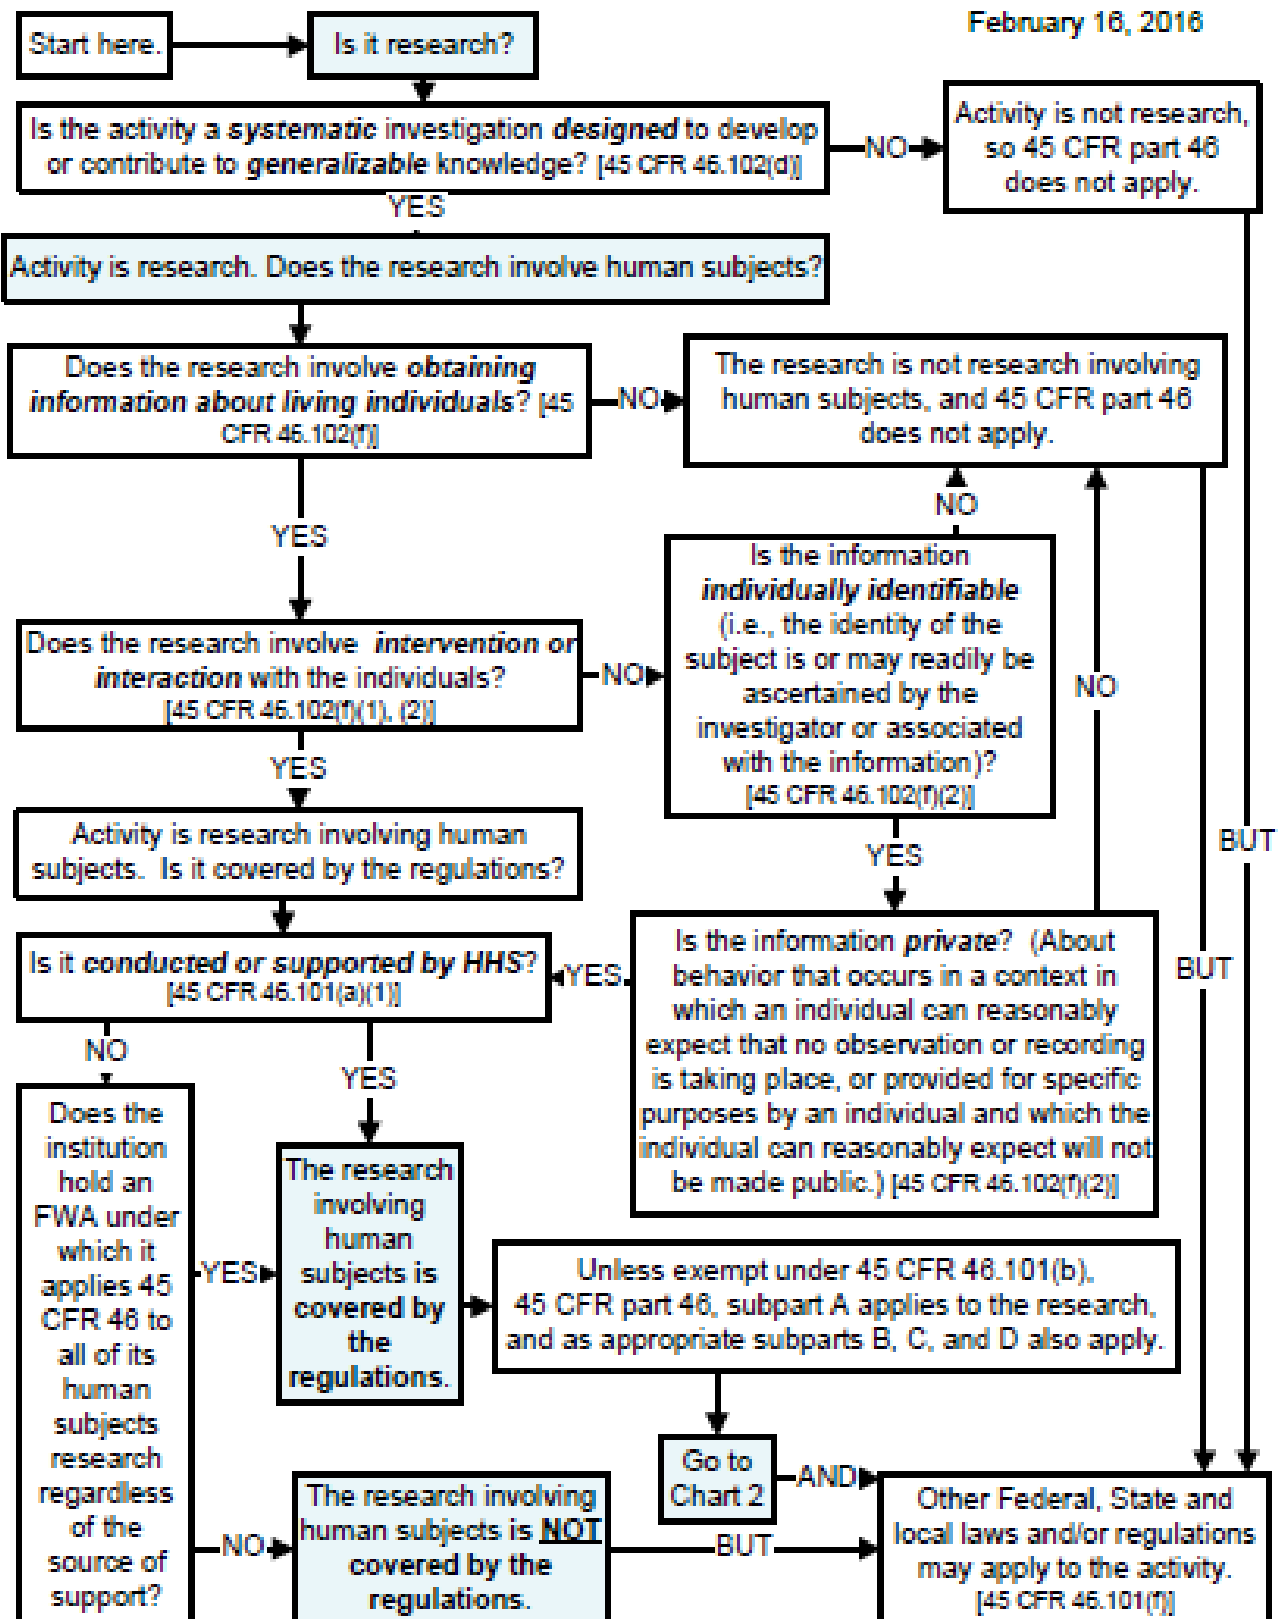 February 16, 2016
Start here.
Is it research?
Is the activity a systematic investigation designed to develop
or contribute to generalizable knowledge? [45 CFR 46.102(d)]
NO
Activity is not research,
so 45 CFR part 46
does not apply.
YES
Activity is research. Does the research involve human subjects?
Does the research involve obtaining
information about living individuals? [45
CFR 46.102(f)]
NO
The research is not research involving
human subjects, and 45 CFR part 46
does not apply.
YES
NO
Is the information
individually identifiable
(i.e., the identity of the
subject is or may readily be
ascertained by the
investigator or associated
with the information)?
[45 CFR 46.102(f)(2)]
NO
Does the research involve intervention or
interaction with the individuals?
[45 CFR 46.102(f)(1), (2)]
NO
YES
YES
BUT
Activity is research involving human
subjects. Is it covered by the regulations?
Is it conducted or supported by HHS?
[45 CFR 46.101(a)(1)]
YES
Is the information private? (About
behavior that occurs in a context in
which an individual can reasonably
expect that no observation or recording
is taking place, or provided for specific
purposes by an individual and which the
individual can reasonably expect will not
be made public.) [45 CFR 46.102(f)(2)]
BUT
NO
YES
Does the
institution
hold an
FWA under
which it
applies 45
CFR 46 to
all of its
human
subjects
research
regardless
of the
source of
support?
YES
The research
involving
human
subjects is
covered by
the
regulations.
Unless exempt under 45 CFR 46.101(b),
45 CFR part 46, subpart A applies to the research,
and as appropriate subparts B, C, and D also apply.
Go to
Chart 2
AND
NO
The research involving
human subjects is NOT
covered by the
regulations.
BUT
Other Federal, State and
local laws and/or regulations
may apply to the activity.
[45 CFR 46.101(f)]